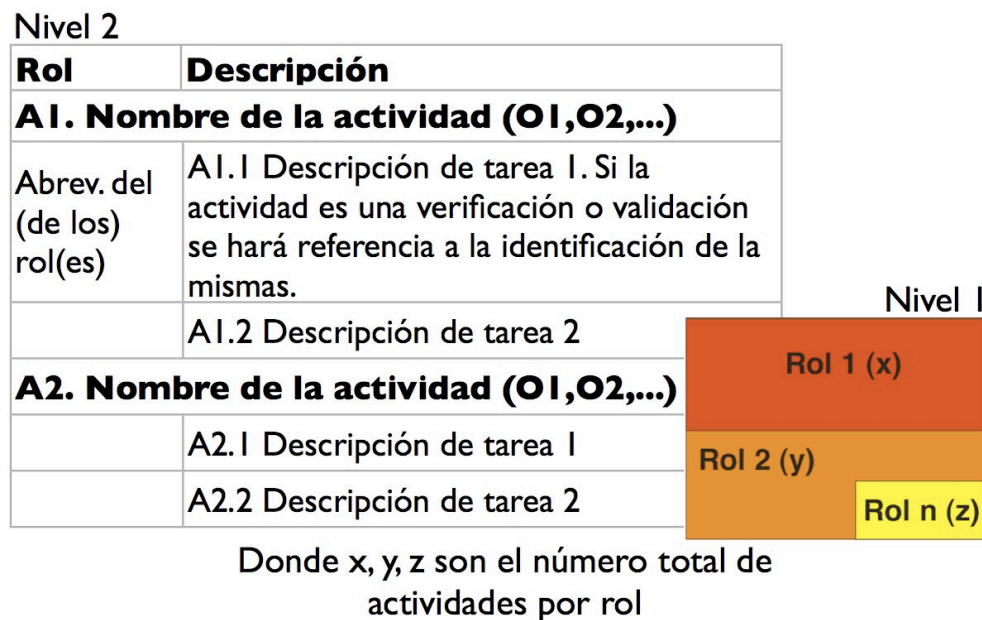 Nivel 2
Rol Descripción
A1. Nombre de la actividad (O1,O2,...)
Abrev. del
(de los)
rol(es)
A1.1 Descripción de tarea 1. Si la
actividad es una verificación o validación
se hará referencia a la identificación de la
mismas.
A1.2 Descripción de tarea 2
A2. Nombre de la actividad (O1,O2,...)
A2.1 Descripción de tarea 1
A2.2 Descripción de tarea 2
Nivel 1
Rol 1 (x)
Rol 2 (y)
Rol n (z)
Donde x, y, z son el número total de
actividades por rol